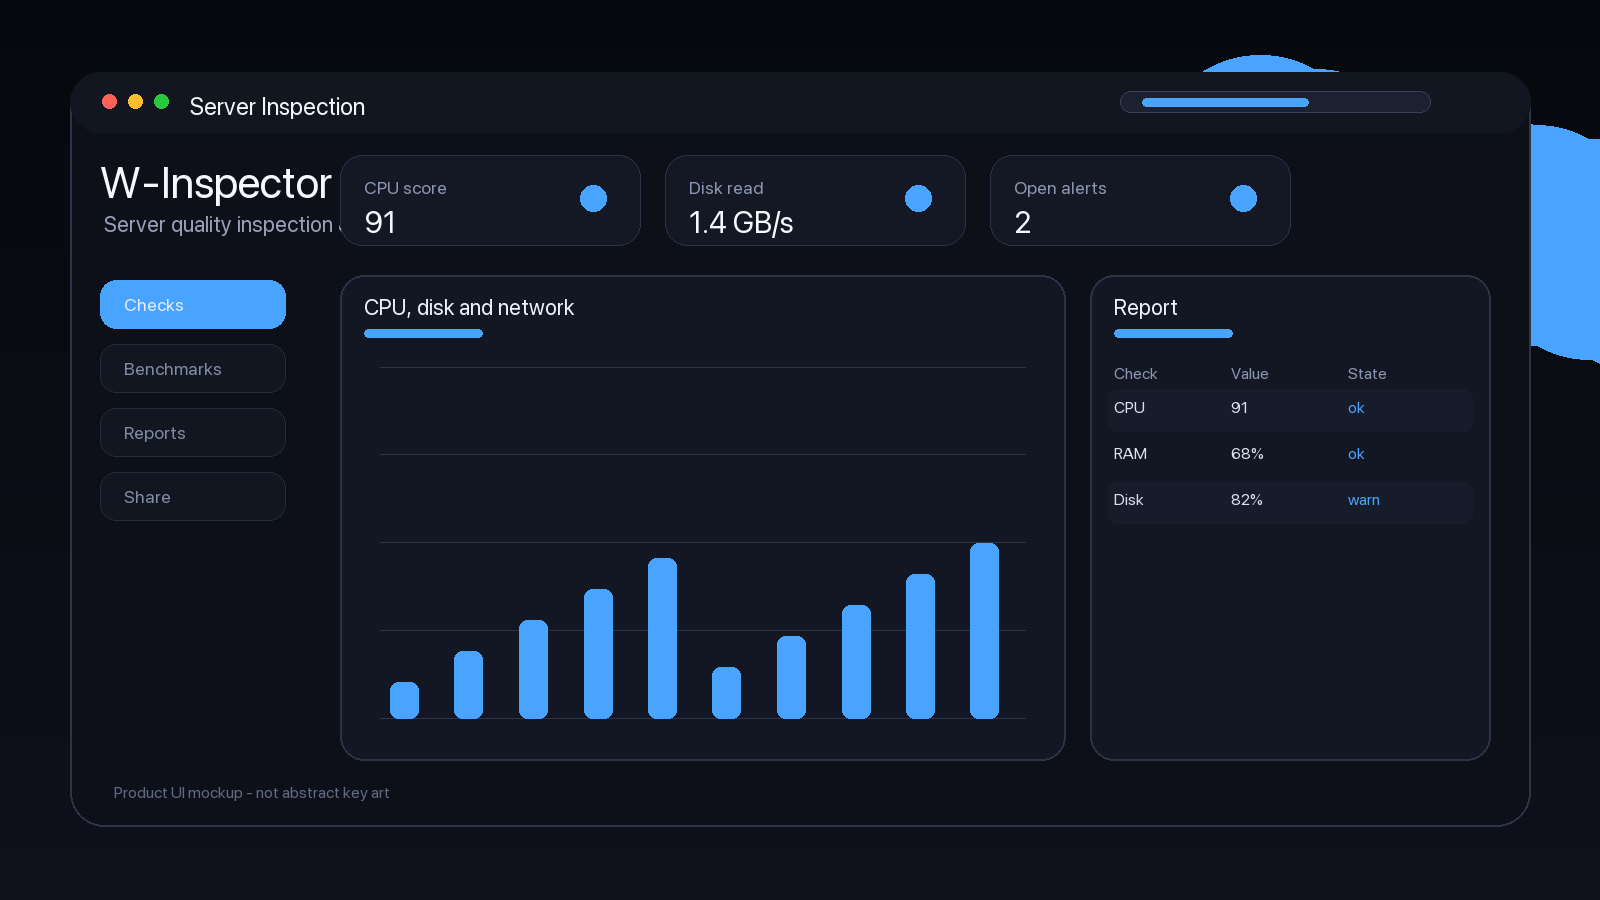 Server Inspection
W-Inspector
Server quality inspection
CPU score
91
Disk read
1.4 GB/s
Open alerts
2
Checks
Benchmarks
Reports
Share
CPU, disk and network
Report
Check Value State
CPU 91 ok
RAM 68% ok
Disk 82% warn
Product UI mockup - not abstract key art